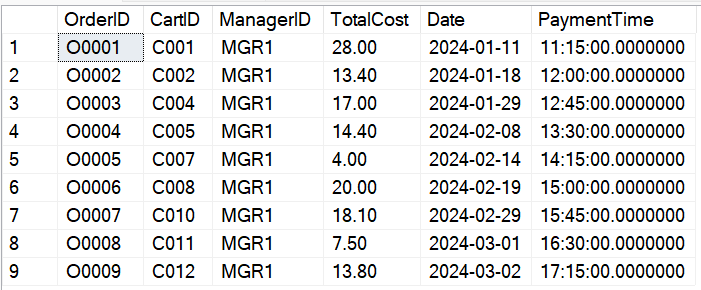 OrderID CartID ManagerID TotalCost Date PaymentTime
1 O0001 C001 MGR1 28.00 2024-01-11 11:15:00.0000000
2 O0002 C002 MGR1 13.40 2024-01-18 12:00:00.0000000
3 O0003 C004 MGR1 17.00 2024-01-29 12:45:00.0000000
4 O0004 C005 MGR1 14.40 2024-02-08 13:30:00.0000000
5 O0005 C007 MGR1 4.00 2024-02-14 14:15:00.0000000
6 O0006 C008 MGR1 20.00 2024-02-19 15:00:00.0000000
7 O0007 C010 MGR1 18.10 2024-02-29 15:45:00.0000000
8 O0008 C011 MGR1 7.50 2024-03-01 16:30:00.0000000
9 O0009 C012 MGR1 13.80 2024-03-02 17:15:00.0000000